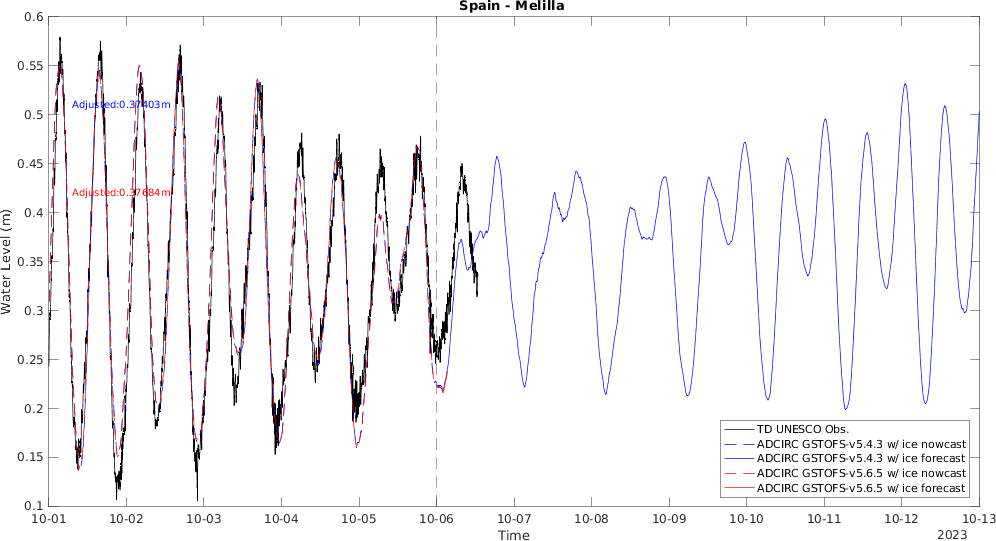 Spain - Melilla
0.6
0.55
0.5
0.45
0.4
0.35
0.3
0.25
0.2
0.15
0.1
Water Level (m)
Adjusted:0.37403m
Adjusted:0.37684m
TD UNESCO Obs.
ADCIRC GSTOFS-v5.4.3 w/ ice nowcast
ADCIRC GSTOFS-v5.4.3 w/ ice forecast
ADCIRC GSTOFS-v5.6.5 w/ ice nowcast
ADCIRC GSTOFS-v5.6.5 w/ ice forecast
10-01 10-02 10-03 10-04 10-05 10-06 10-07 10-08 10-09 10-10 10-11 10-12 10-13
Time
2023